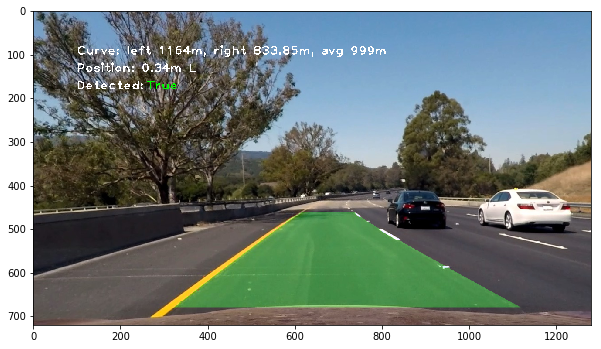 Curve: left 1164m, right 833.85m, avg 999m
Position: 0.34m L
Detected: True
0
100
200
300
400
500
600
700
0 200 400 600 800 1000 1200